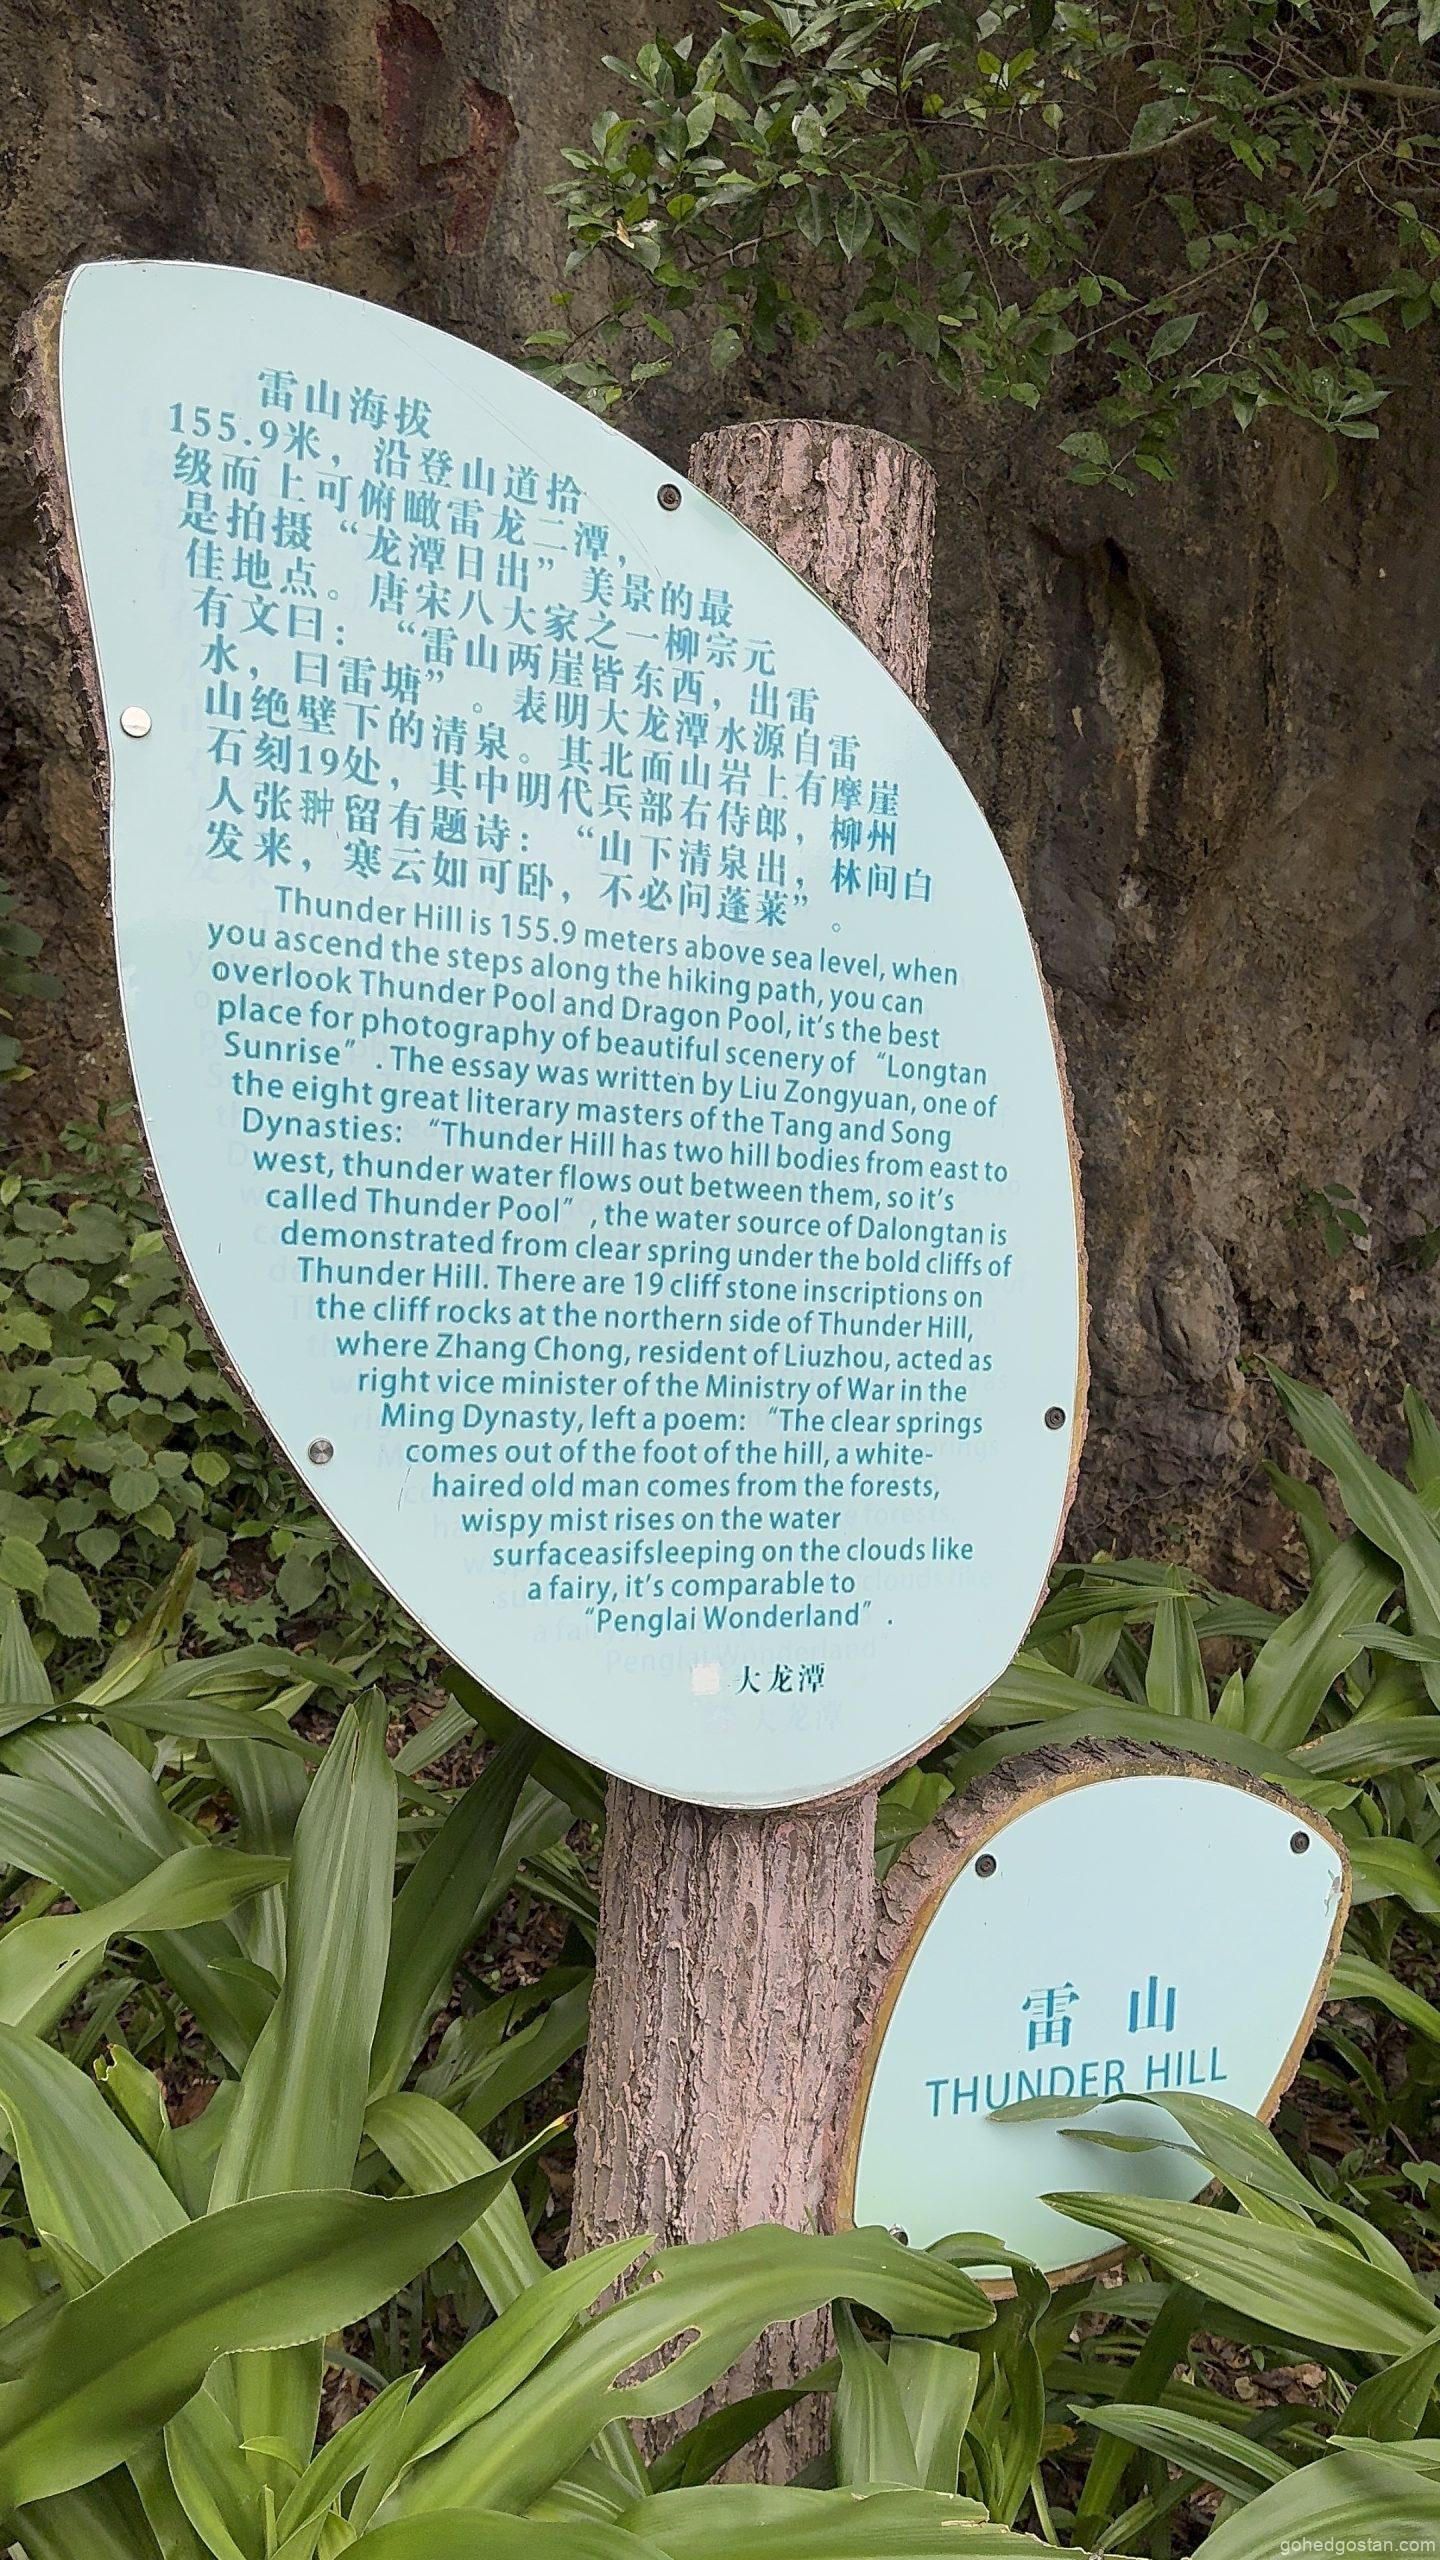 山
雷山海拔
155.9米，沿登山道拾
级而上可俯瞰雷龙二潭，
是拍摄“龙潭日出”美景的最
佳地点。唐宋八大家之一柳宗元
有文曰：“雷山两崖皆东西，出雷
水，曰雷塘”。表明大龙潭水源自雷
山绝壁下的清泉。其北面山岩上有摩崖
石刻19处，其中明代兵部右侍郎，柳州
人张翀留有题诗：“山下清泉出，林间白
发来，寒云如可卧，不必问蓬莱”。
Thunder Hill is 155.9 meters above sea level, when
you ascend the steps along the hiking path, you can
overlook Thunder Pool and Dragon Pool, it's the best
place for photography of beautiful scenery of “Longtan
Sunrise”. The essay was written by Liu Zongyuan, one of
the eight great literary masters of the Tang and Song
Dynasties: “Thunder Hill has two hill bodies from east to
west, thunder water flows out between them, so it's
called Thunder Pool”, the water source of Dalongtan is
demonstrated from clear spring under the bold cliffs of
Thunder Hill. There are 19 cliff stone inscriptions on
the cliff rocks at the northern side of Thunder Hill,
where Zhang Chong, resident of Liuzhou, acted as
right vice minister of the Ministry of War in the
Ming Dynasty, left a poem: “The clear springs
comes out of the foot of the hill, a white-
haired old man comes from the forests,
wispy mist rises on the water
surfaceasifsleeping on the clouds like
a fairy, it's comparable to
“Penglai Wonderland”.
大龙潭
雷 山
THUNDER HILL
gohedgostan.com